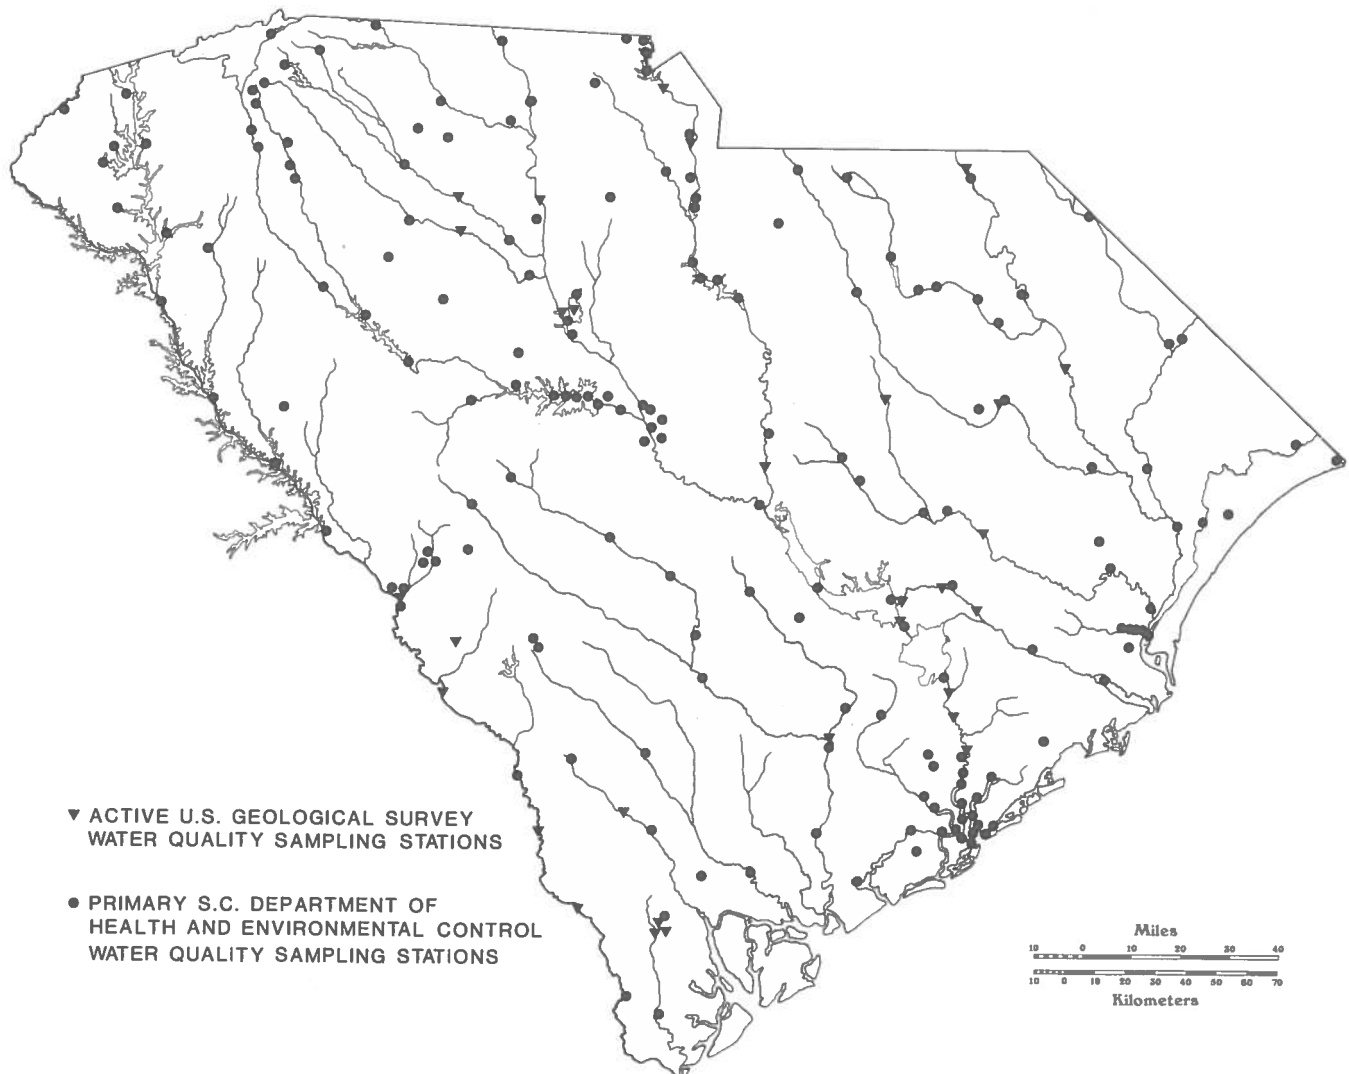 ▼ ACTIVE U.S. GEOLOGICAL SURVEY
WATER QUALITY SAMPLING STATIONS
● PRIMARY S.C. DEPARTMENT OF
HEALTH AND ENVIRONMENTAL CONTROL
WATER QUALITY SAMPLING STATIONS
Miles
10 0 10 20 30 40
10 0 10 20 30 40 50 60 70
Kilometers